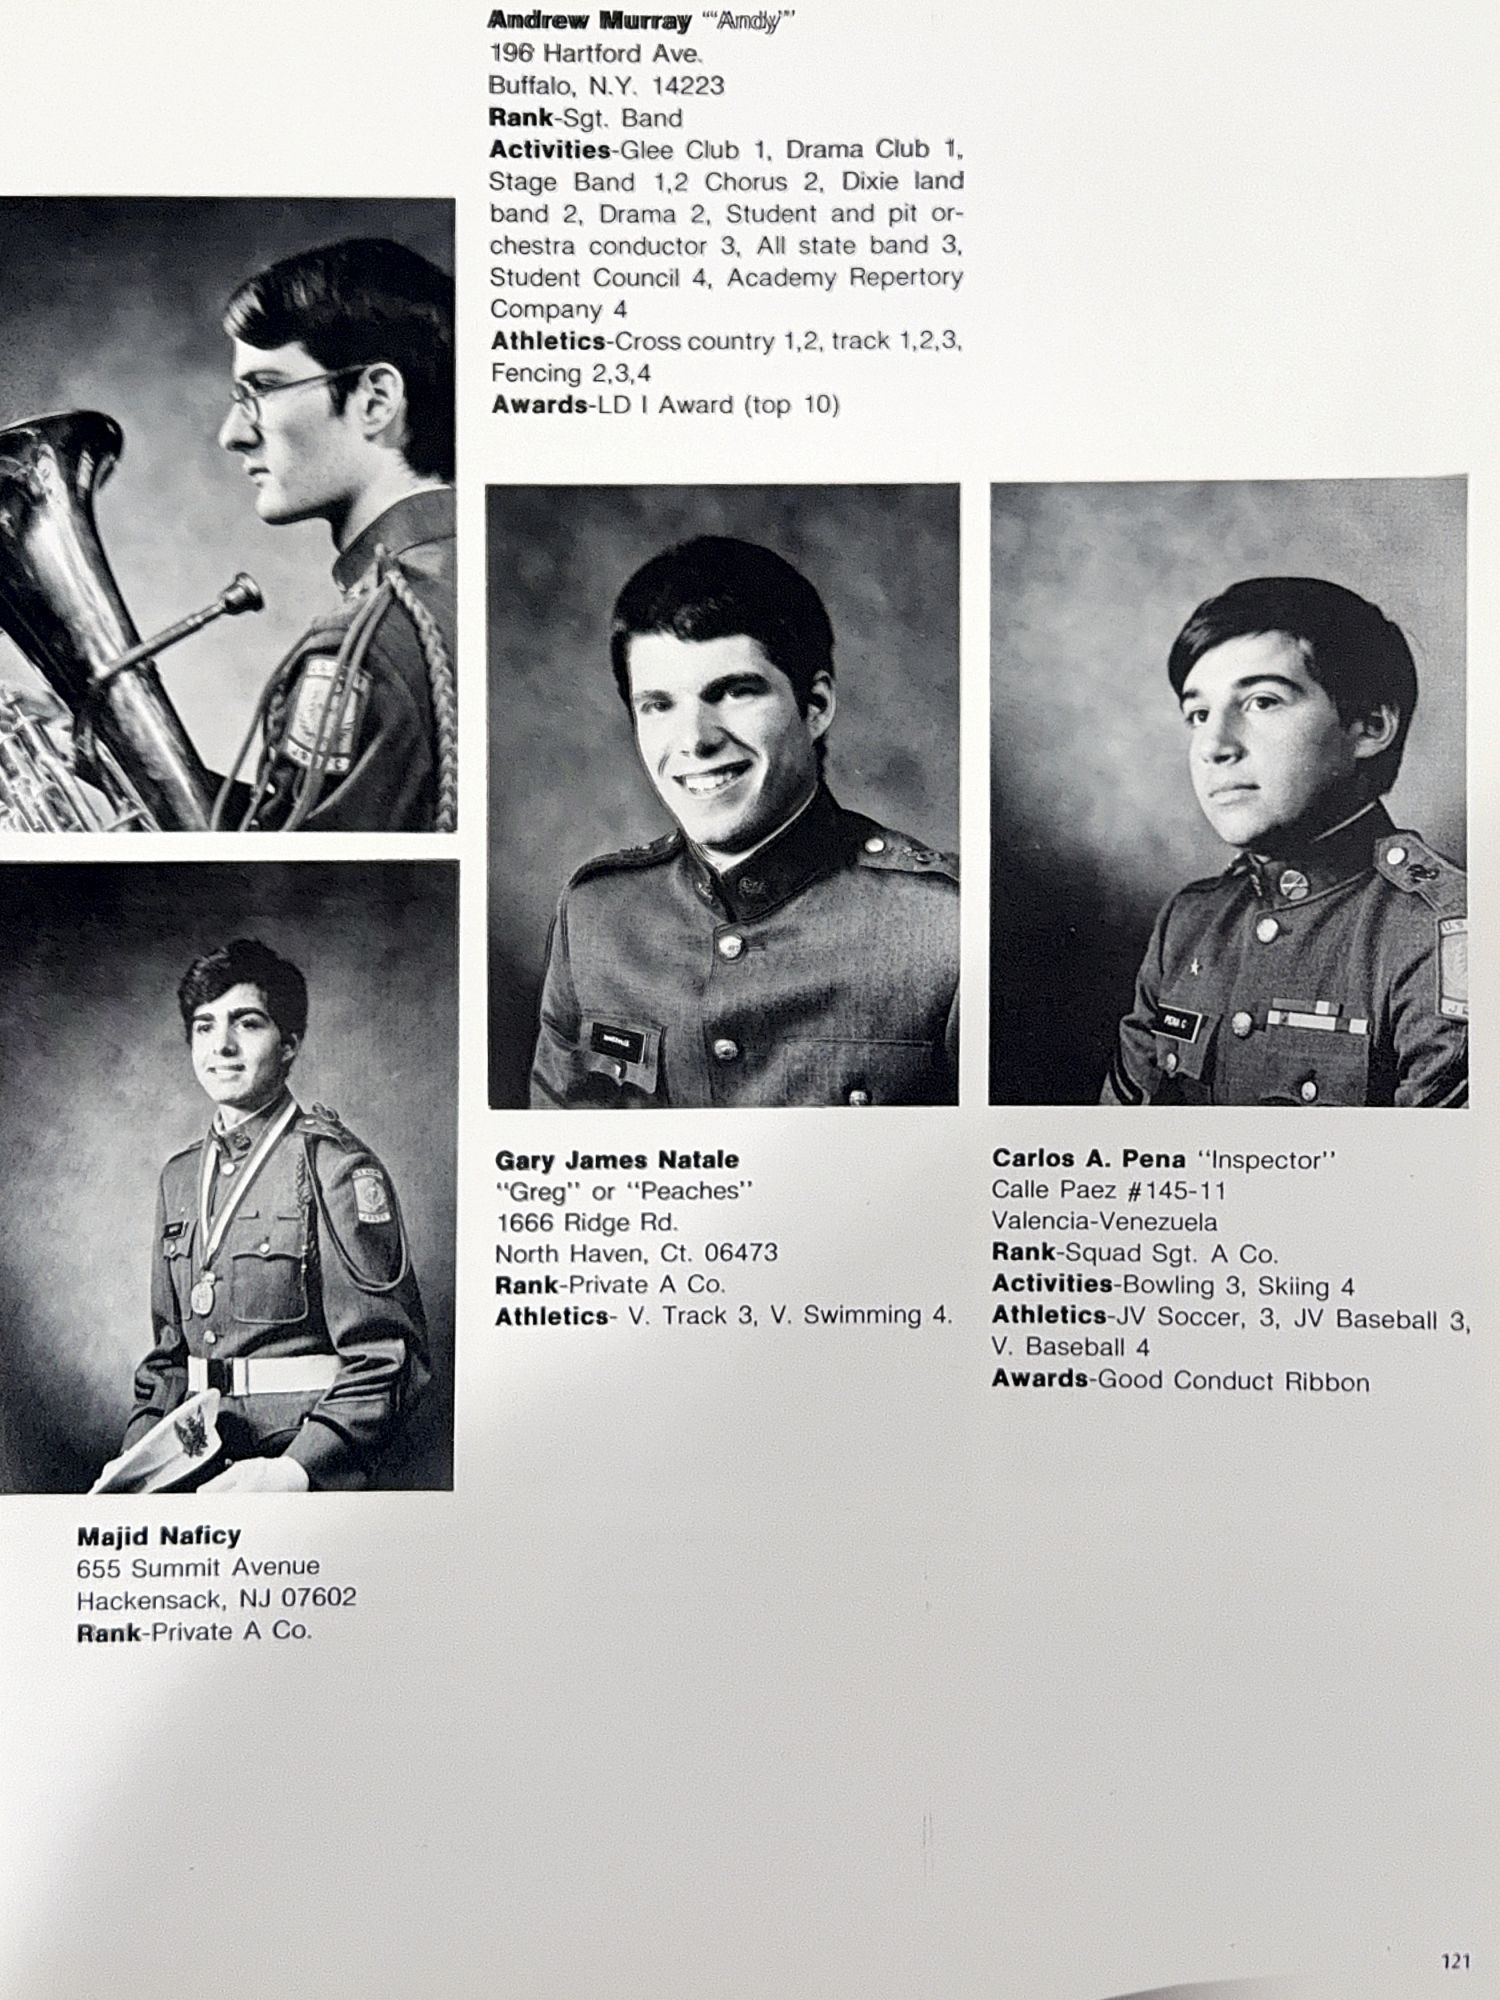 Andrew Murray ""Andy""
196 Hartford Ave.
Buffalo, N.Y. 14223
Rank-Sgt. Band
Activities-Glee Club 1, Drama Club 1,
Stage Band 1,2 Chorus 2, Dixie land
band 2, Drama 2, Student and pit or-
chestra conductor 3, All state band 3,
Student Council 4, Academy Repertory
Company 4
Athletics-Cross country 1,2, track 1,2,3,
Fencing 2,3,4
Awards-LD I Award (top 10)
U.S
J R
PENA C
Gary James Natale
"Greg" or "Peaches"
1666 Ridge Rd.
North Haven, Ct. 06473
Rank-Private A Co.
Athletics- V. Track 3, V. Swimming 4.
Carlos A. Pena "Inspector"
Calle Paez #145-11
Valencia-Venezuela
Rank-Squad Sgt. A Co.
Activities-Bowling 3, Skiing 4
Athletics-JV Soccer, 3, JV Baseball 3,
V. Baseball 4
Awards-Good Conduct Ribbon
Majid Naficy
655 Summit Avenue
Hackensack, NJ 07602
Rank-Private A Co.
121